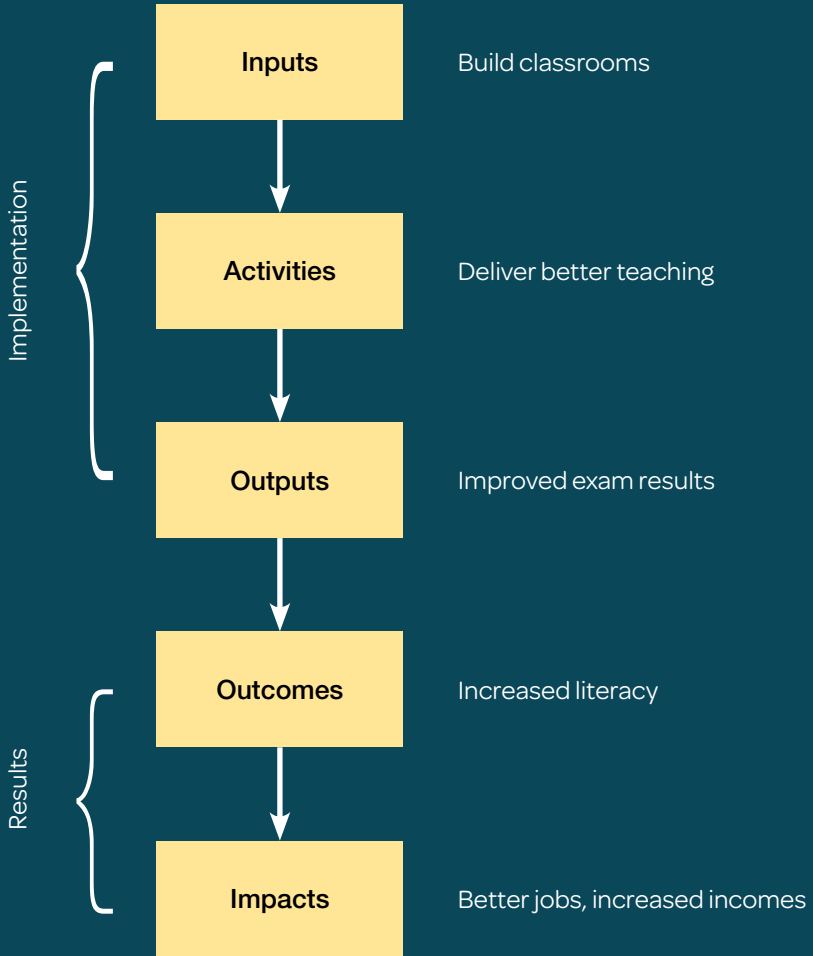 Implementation
Inputs
Build classrooms
Activities
Deliver better teaching
Outputs
Improved exam results
Results
Outcomes
Increased literacy
Impacts
Better jobs, increased incomes